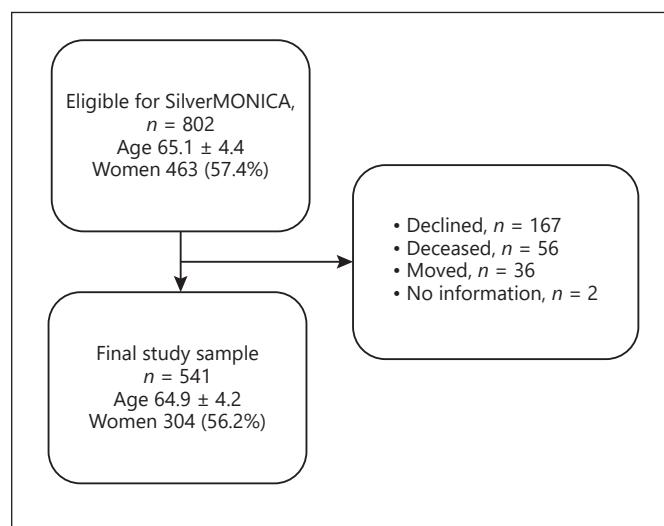 Eligible for SilverMONICA,
n = 802
Age 65.1 ± 4.4
Women 463 (57.4%)
• Declined, n = 167
• Deceased, n = 56
• Moved, n = 36
• No information, n = 2
Final study sample
n = 541
Age 64.9 ± 4.2
Women 304 (56.2%)